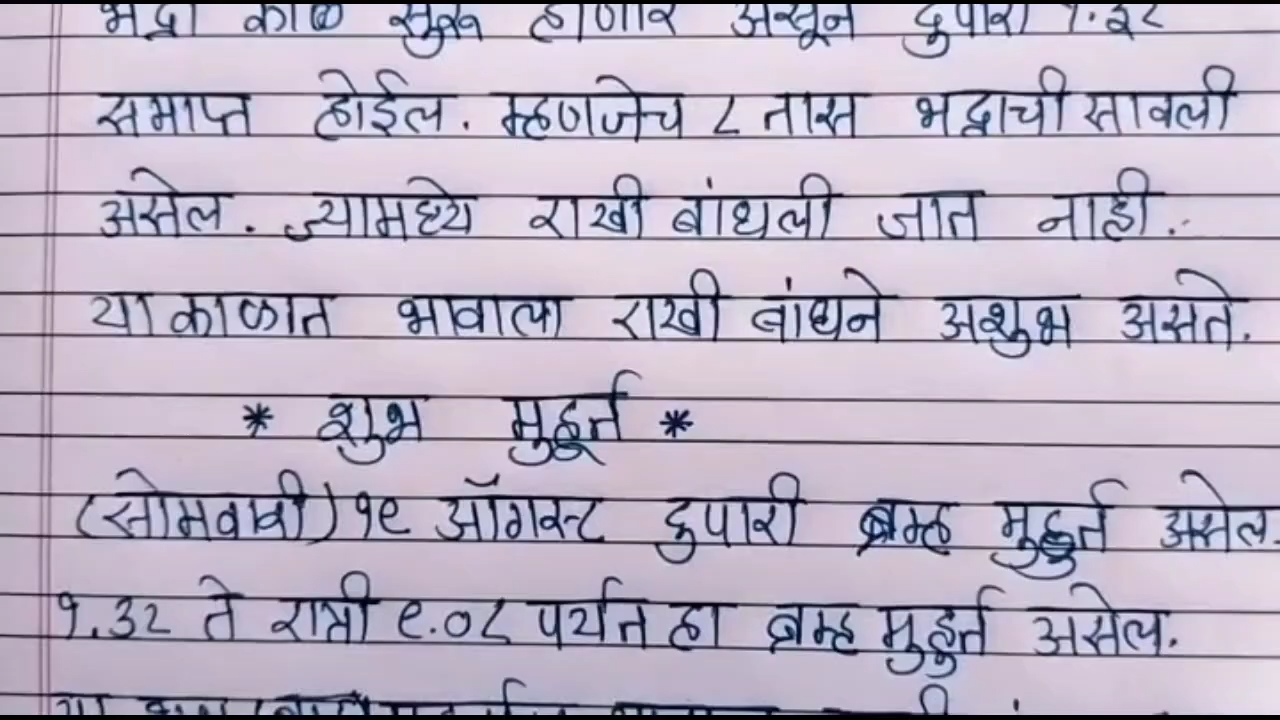 भद्रा काळ सुरू होणार असून दुपारी १.३२
समाप्त होईल. म्हणजेच ८ तास भद्राची सावली
असेल. ज्यामध्ये राखी बांधली जात नाही.
या काळात भावाला राखी बांधने अशुभ असते.
* शुभ मुहूर्त *
(सोमवारी) १९ ऑगस्ट दुपारी ब्रम्ह मुहुर्त असेल.
१.३२ ते रात्री ९.०८ पर्यंत हा ब्रम्ह मुहुर्त असेल.